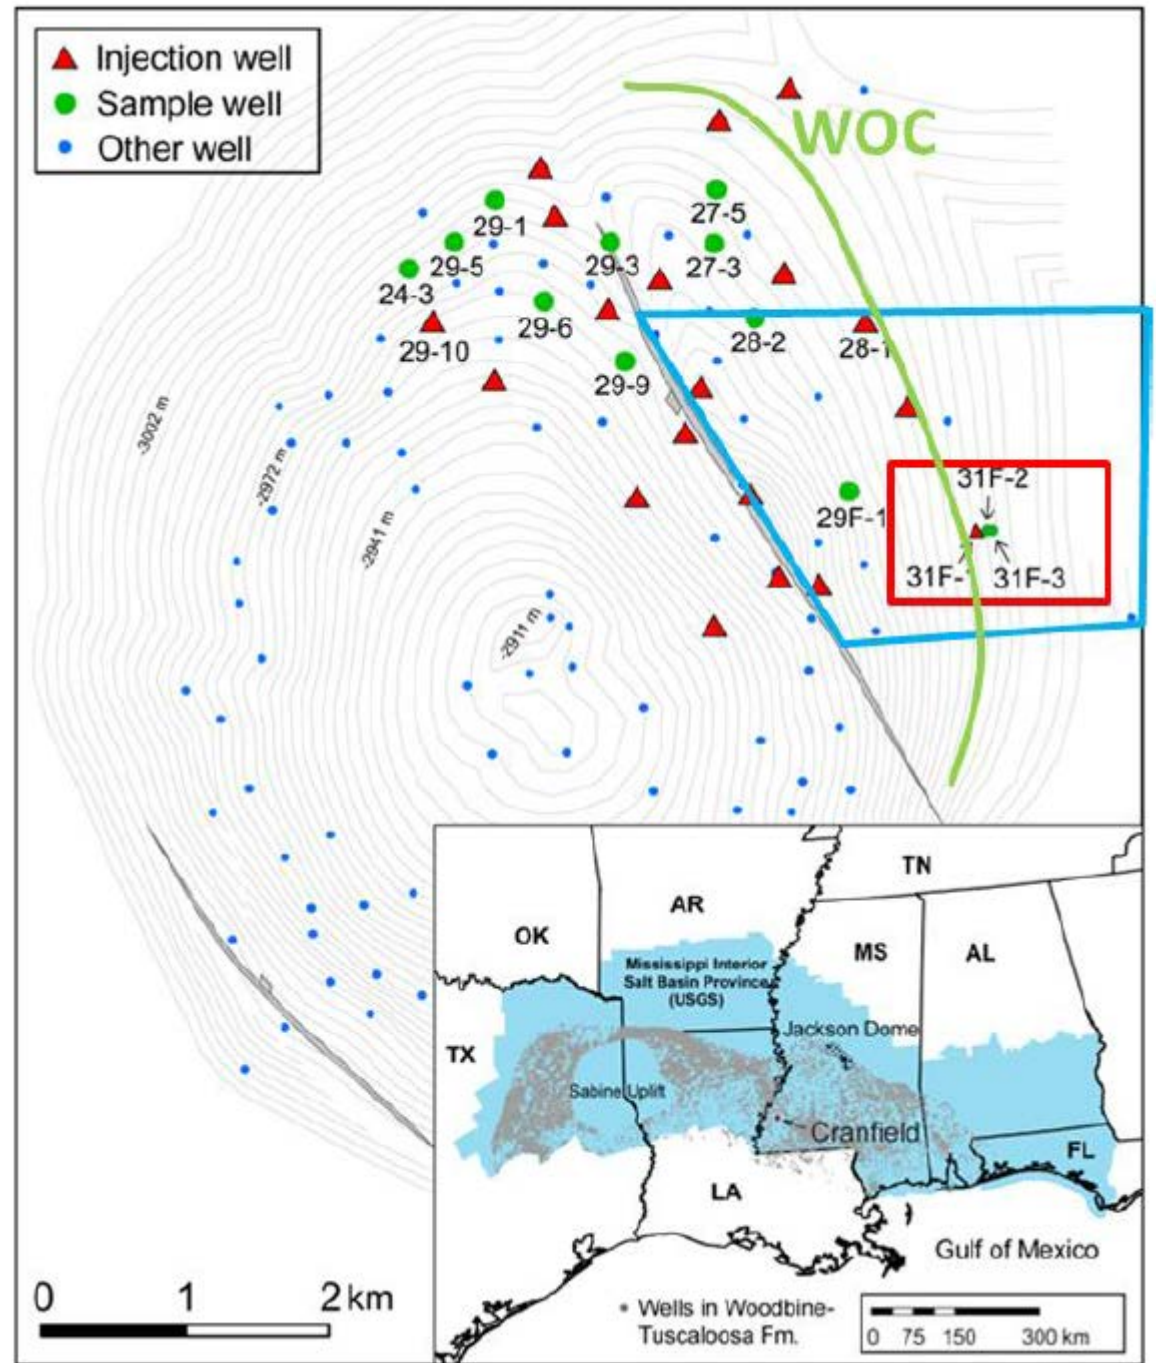 Injection well
Sample well
Other well
WOC
29-1
27-5
29-5
29-3
27-3
24-3
29-6
28-2
29-10
28-1
29-9
-3002 m
-2972 m
-2941 m
31F-2
29F-1
31F-
31F-3
-2911 m
TN
AR
OK
MS
AL
Mississippi Interior
Salt Basin Province
(USGS)
Jackson Dome
TX
Sabine Uplift
Cranfield
FL
LA
Gulf of Mexico
Wells in Woodbine-
Tuscaloosa Fm.
0 75 150 300 km
0 1 2 km